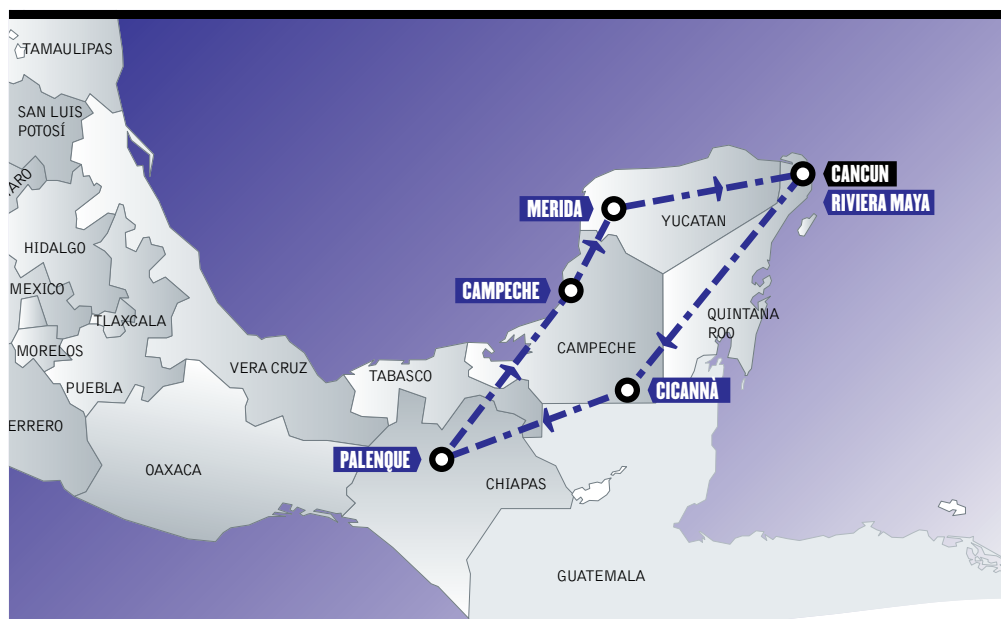 TAMAULIPAS
SAN LUIS
POTOSÍ
ARO
HIDALGO
MEXICO
TLAXCALA
MORELOS
PUEBLA
ERRERO
OAXACA
VERA CRUZ
TABASCO
CHIAPAS
GUATEMALA
CAMPECHE
YUCATAN
QUINTANA
ROO
CANCUN
RIVIERA MAYA
MERIDA
CAMPECHE
CICANNÀ
PALENQUE